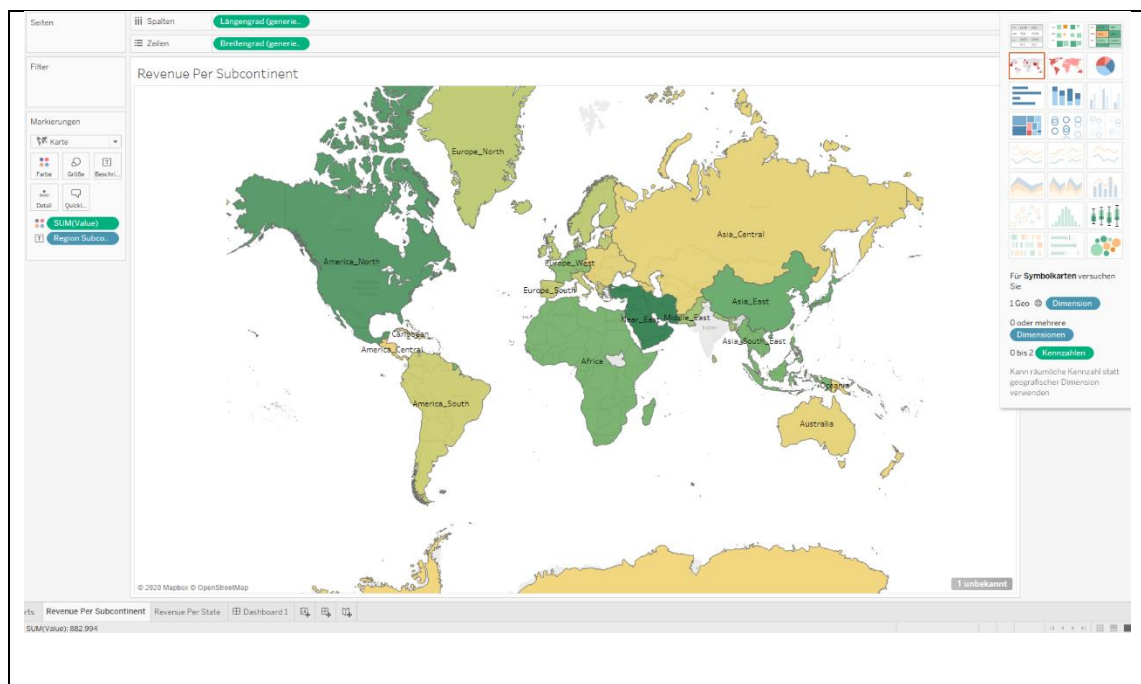 Seiten
Spalten
Längengrad (generie..
Zeilen
Breitengrad (generie..
Filter
Revenue Per Subcontinent
Markierungen
Karte
Farbe
Größe
Beschri...
Detail
Quicki...
SUM(Value)
Region Subco..
Europe_North
Asia_Central
America_North
Europe_West
Europe_South
Asia_East
Near_East
Middle_East
Indien
Caribbean
America_Central
Asia_South_East
Africa
Oceania
America_South
Australia
© 2020 Mapbox © OpenStreetMap
1 unbekannt
Für Symbolkarten versuchen
Sie
1 Geo Dimension
0 oder mehrere
Dimensionen
0 bis 2 Kennzahlen
Kann räumliche Kennzahl statt
geografischer Dimension
verwenden
rts
Revenue Per Subcontinent
Revenue Per State
Dashboard 1
SUM(Value): 882.994